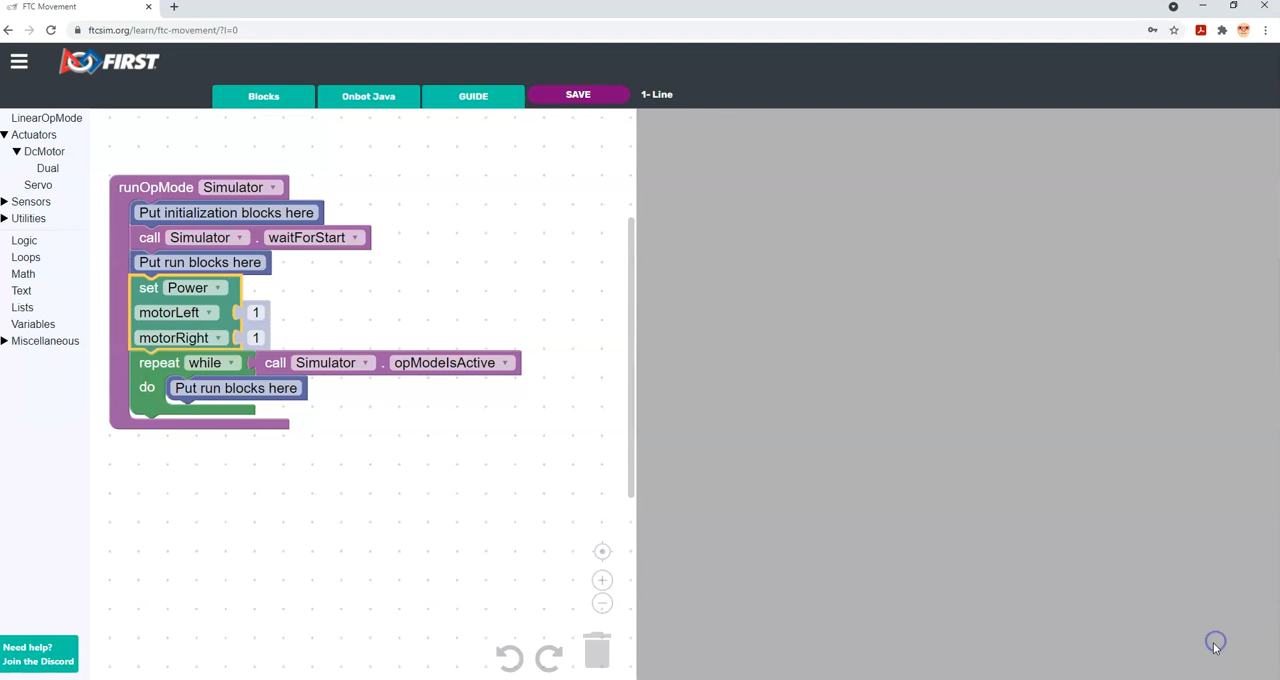 FTC Movement
ftcsim.org/learn/ftc-movement/?l=0
FIRST
Blocks
Onbot Java
GUIDE
SAVE
1- Line
LinearOpMode
Actuators
DcMotor
Dual
Servo
Sensors
Utilities
Logic
Loops
Math
Text
Lists
Variables
Miscellaneous
runOpMode Simulator
Put initialization blocks here
call Simulator . waitForStart
Put run blocks here
set Power
motorLeft 1
motorRight 1
repeat while call Simulator . opModeIsActive
do Put run blocks here
Need help?
Join the Discord